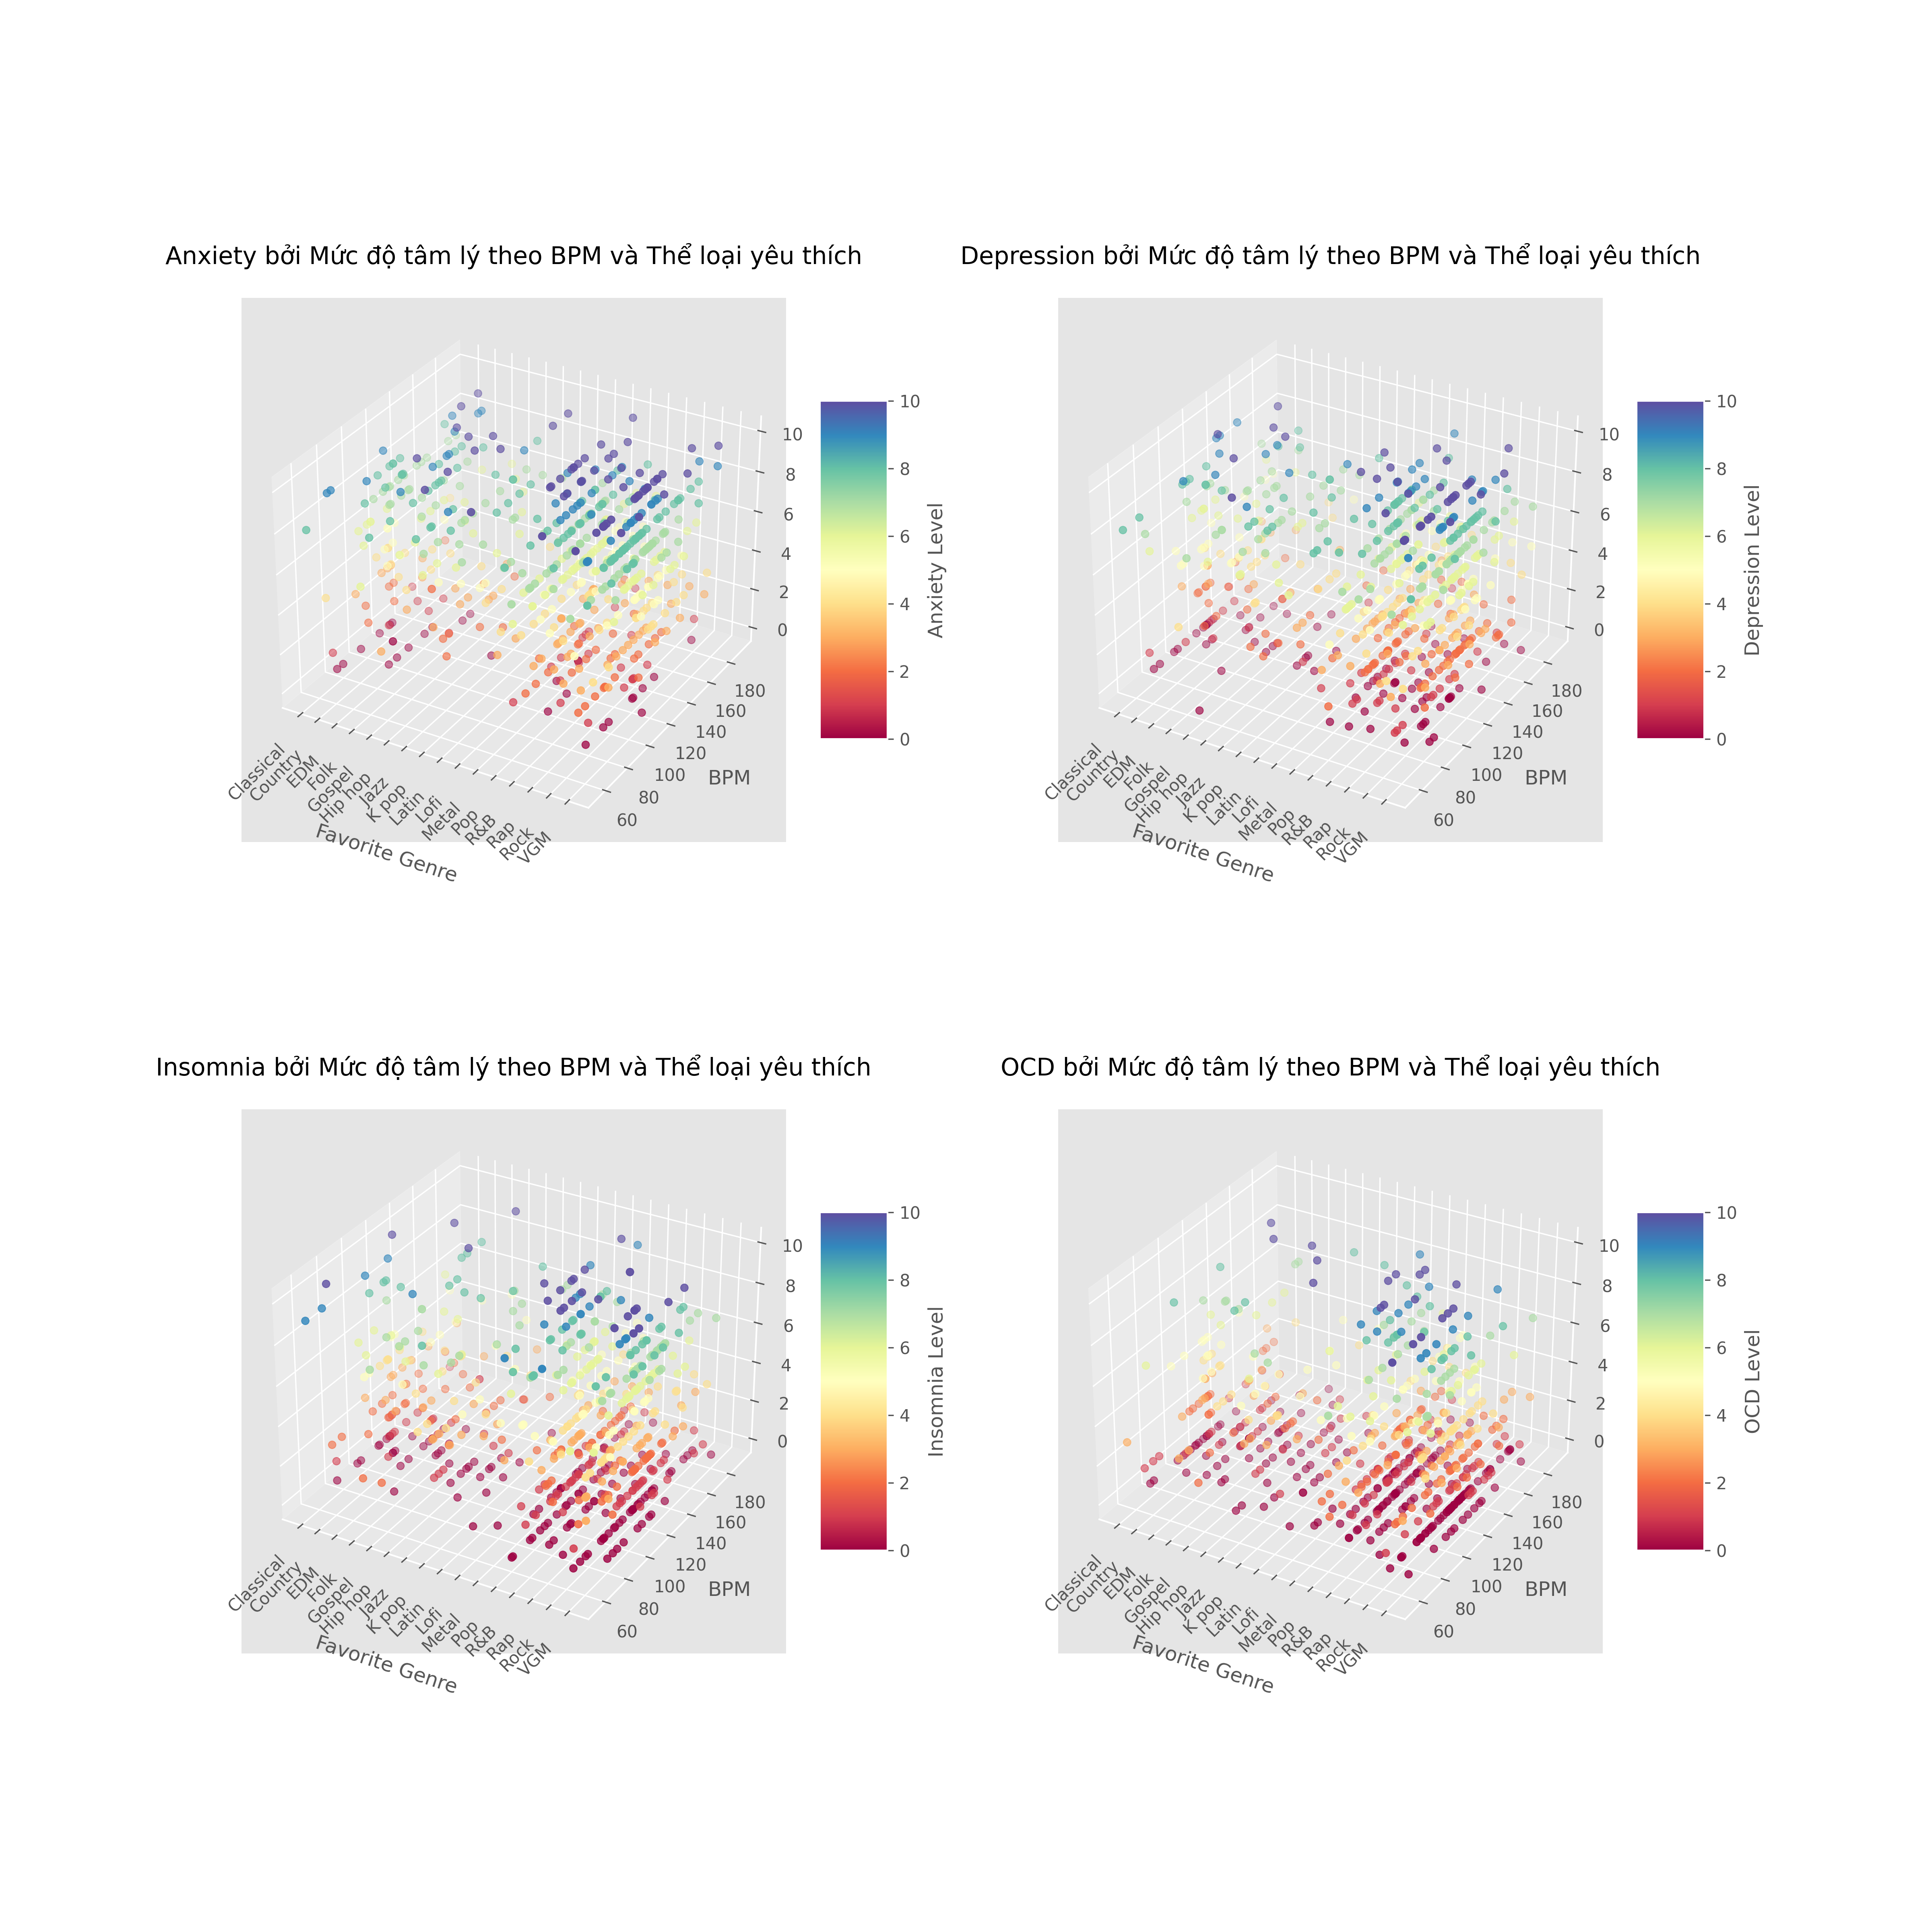 Anxiety bởi Mức độ tâm lý theo BPM và Thể loại yêu thích
10
8
6
4
2
0
180
160
140
120
100
80
60
BPM
Classical
Country
EDM
Folk
Gospel
Hip hop
Jazz
K pop
Latin
Lofi
Metal
Pop
R&B
Rap
Rock
VGM
Favorite Genre
10
8
6
4
2
0
Anxiety Level
Depression bởi Mức độ tâm lý theo BPM và Thể loại yêu thích
10
8
6
4
2
0
180
160
140
120
100
80
60
BPM
Classical
Country
EDM
Folk
Gospel
Hip hop
Jazz
K pop
Latin
Lofi
Metal
Pop
R&B
Rap
Rock
VGM
Favorite Genre
10
8
6
4
2
0
Depression Level
Insomnia bởi Mức độ tâm lý theo BPM và Thể loại yêu thích
10
8
6
4
2
0
180
160
140
120
100
80
60
BPM
Classical
Country
EDM
Folk
Gospel
Hip hop
Jazz
K pop
Latin
Lofi
Metal
Pop
R&B
Rap
Rock
VGM
Favorite Genre
10
8
6
4
2
0
Insomnia Level
OCD bởi Mức độ tâm lý theo BPM và Thể loại yêu thích
10
8
6
4
2
0
180
160
140
120
100
80
60
BPM
Classical
Country
EDM
Folk
Gospel
Hip hop
Jazz
K pop
Latin
Lofi
Metal
Pop
R&B
Rap
Rock
VGM
Favorite Genre
10
8
6
4
2
0
OCD Level